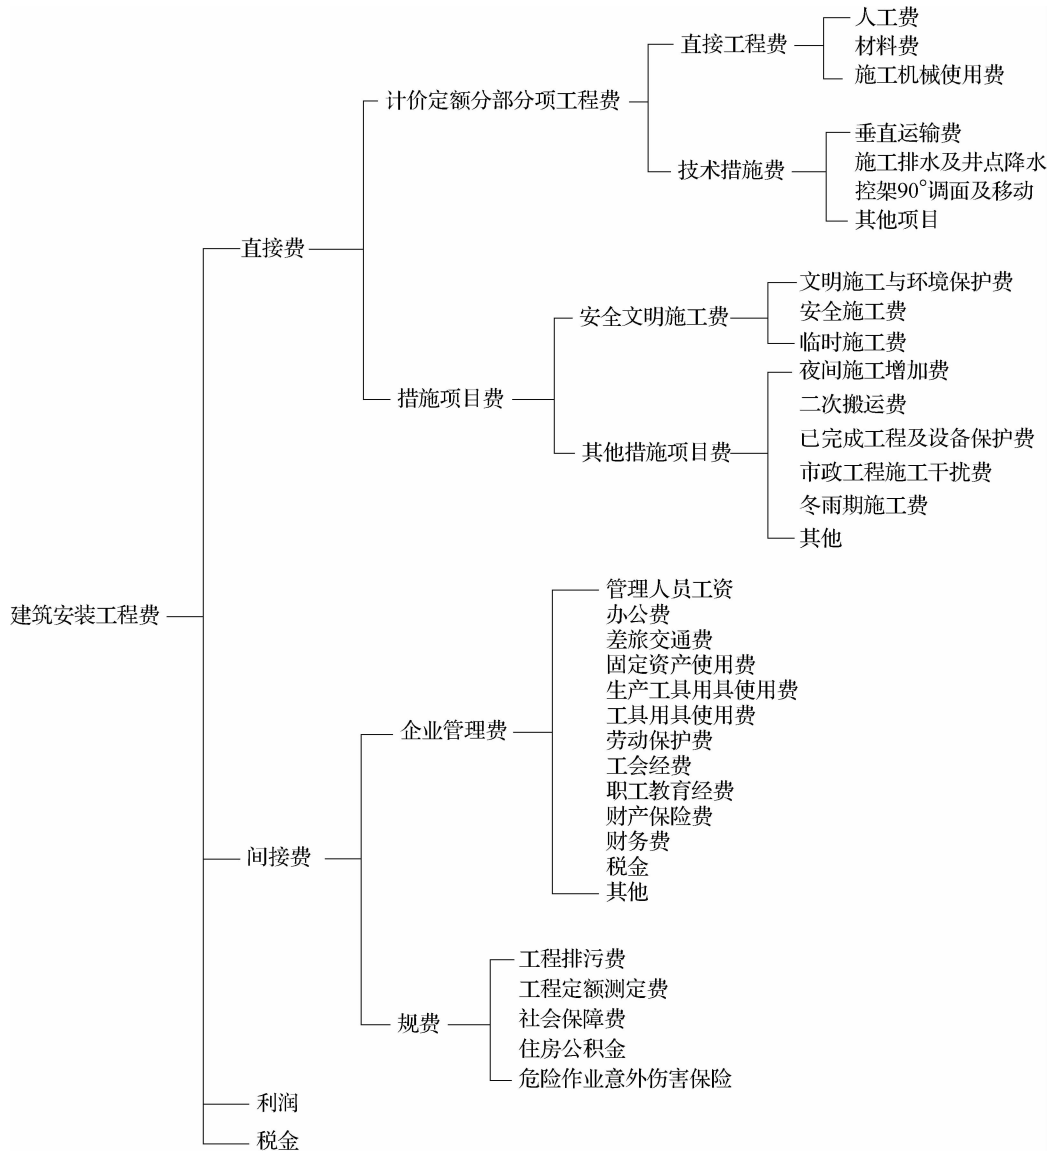 人工费
直接工程费
材料费
施工机械使用费
计价定额分部分项工程费
垂直运输费
施工排水及井点降水
技术措施费
控架90°调面及移动
其他项目
直接费
文明施工与环境保护费
安全文明施工费
安全施工费
临时施工费
夜间施工增加费
措施项目费
二次搬运费
已完成工程及设备保护费
其他措施项目费
市政工程施工干扰费
冬雨期施工费
其他
建筑安装工程费
管理人员工资
办公费
差旅交通费
固定资产使用费
生产工具用具使用费
工具用具使用费
企业管理费
劳动保护费
工会经费
职工教育经费
财产保险费
财务费
间接费
税金
其他
工程排污费
工程定额测定费
规费
社会保障费
住房公积金
危险作业意外伤害保险
利润
税金